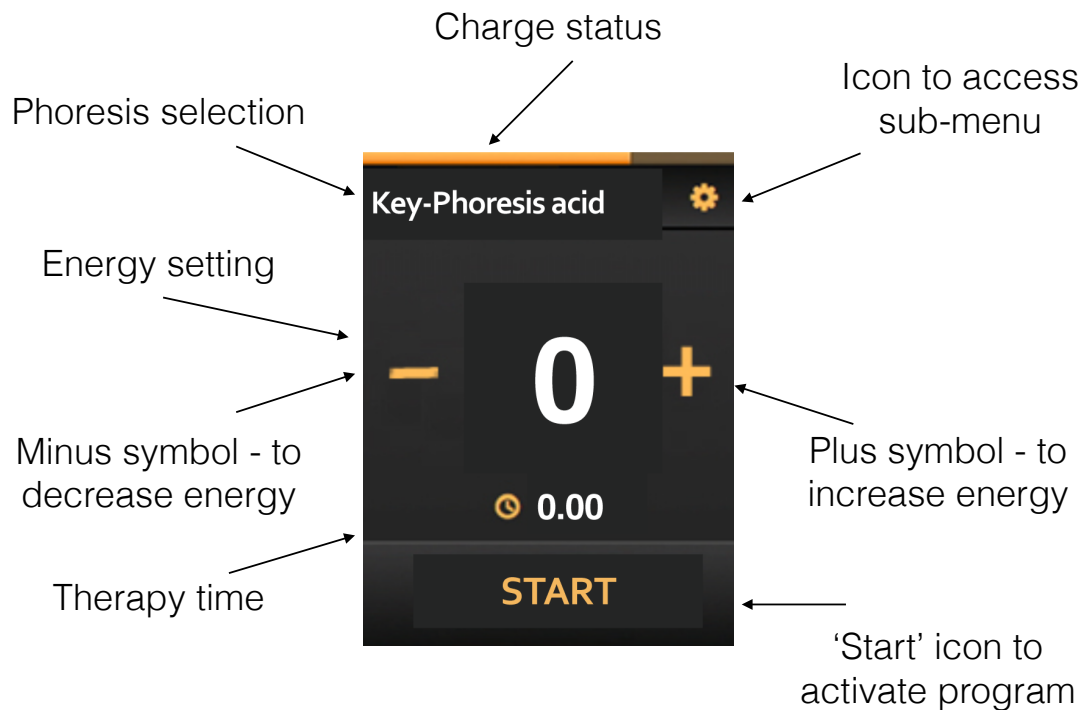 Charge status
Icon to access
sub-menu
Phoresis selection
Key-Phoresis acid
Energy setting
0
Minus symbol - to
decrease energy
Plus symbol - to
increase energy
0.00
Therapy time
START
‘Start’ icon to
activate program